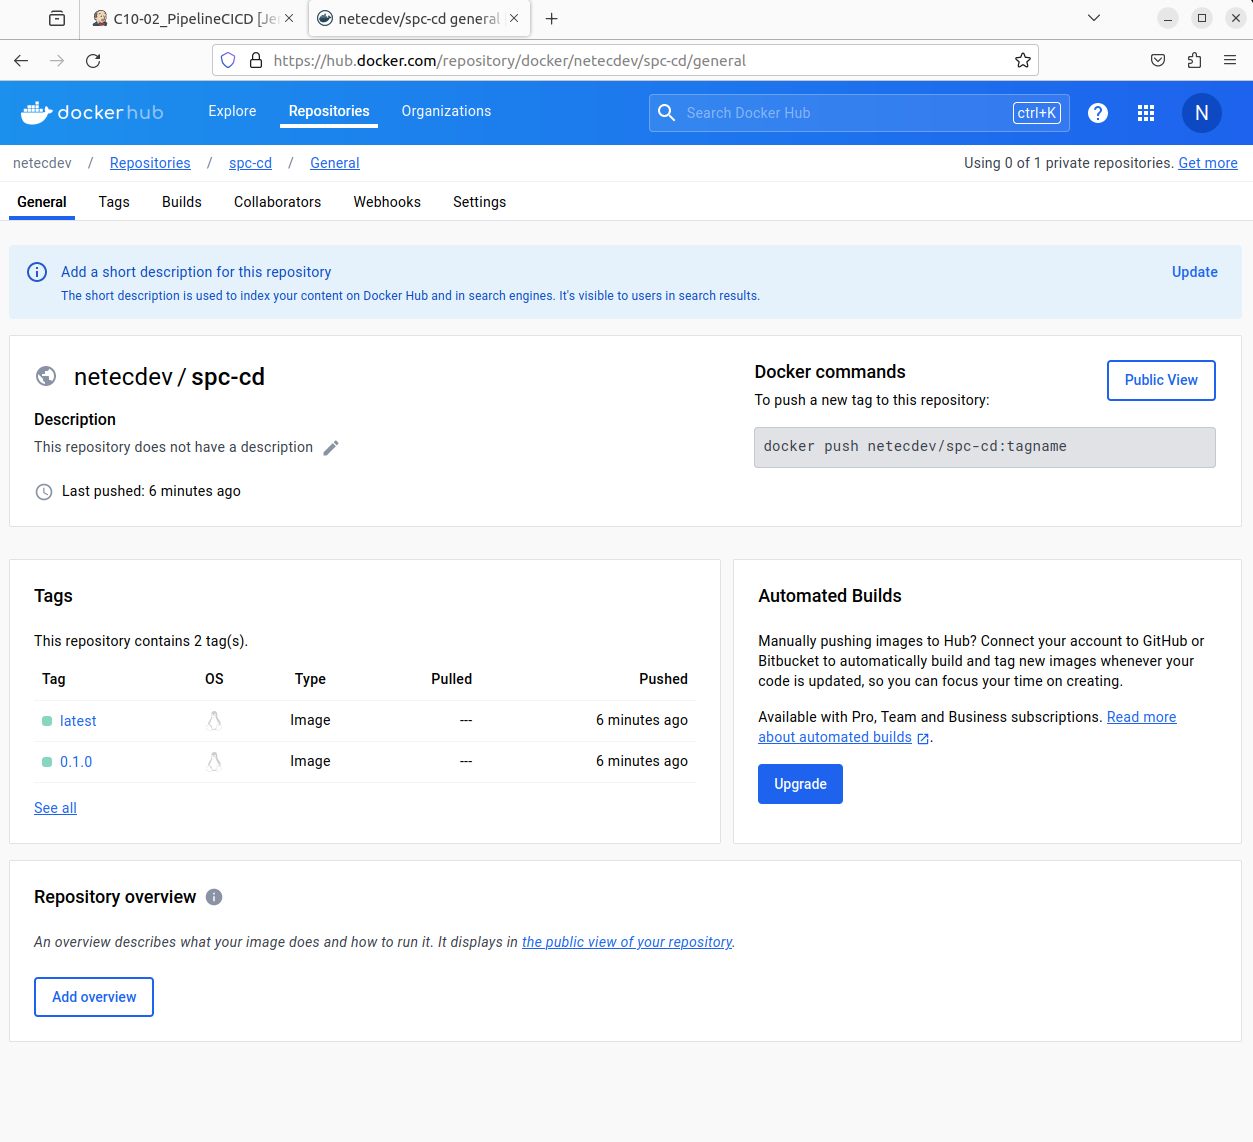 C10-02_PipelineCICD [Je
netecdev/spc-cd general
https://hub.docker.com/repository/docker/netecdev/spc-cd/general
docker hub
Explore
Repositories
Organizations
Search Docker Hub
ctrl+K
?
N
netecdev / Repositories / spc-cd / General
Using 0 of 1 private repositories. Get more
General
Tags
Builds
Collaborators
Webhooks
Settings
Add a short description for this repository
Update
The short description is used to index your content on Docker Hub and in search engines. It's visible to users in search results.
netecdev / spc-cd
Description
This repository does not have a description
Last pushed: 6 minutes ago
Docker commands
Public View
To push a new tag to this repository:
docker push netecdev/spc-cd:tagname
Tags
This repository contains 2 tag(s).
Tag OS Type Pulled Pushed
latest Image --- 6 minutes ago
0.1.0 Image --- 6 minutes ago
See all
Automated Builds
Manually pushing images to Hub? Connect your account to GitHub or
Bitbucket to automatically build and tag new images whenever your
code is updated, so you can focus your time on creating.
Available with Pro, Team and Business subscriptions. Read more
about automated builds .
Upgrade
Repository overview
An overview describes what your image does and how to run it. It displays in the public view of your repository.
Add overview